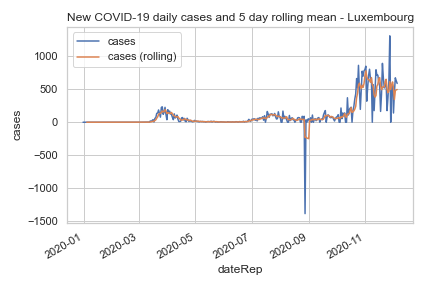 New COVID-19 daily cases and 5 day rolling mean - Luxembourg
cases
cases (rolling)
1000
500
0
−500
−1000
−1500
cases
2020-01
2020-03
2020-05
2020-07
2020-09
2020-11
dateRep